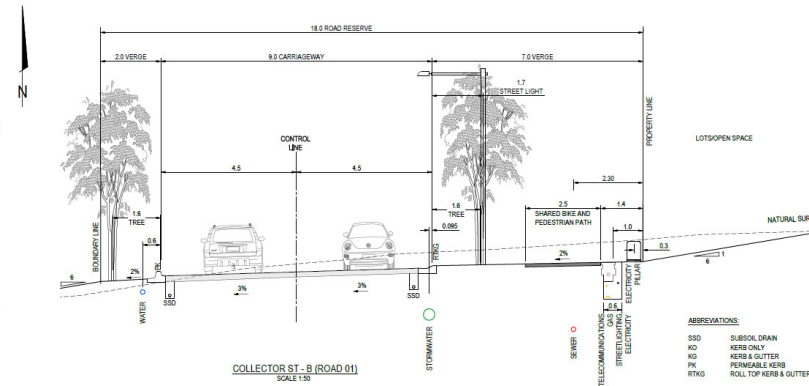 18.0 ROAD RESERVE
2.0 VERGE
9.0 CARRIAGEWAY
7.0 VERGE
N
1.7
STREET LIGHT
PROPERTY LINE
CONTROL
LINE
LOTS/OPEN SPACE
4.5
4.5
2.30
2.5
1.4
1.6
TREE
1.6
TREE
SHARED BIKE AND
PEDESTRIAN PATH
0.6
0.095
1.0
NATURAL SUR
BOUNDARY LINE
RTKG
0.3
6
2%
2%
6
1
SSD
3%
3%
SSD
WATER
STORMWATER
SEWER
TELECOMMUNICATIONS
GAS
STREETLIGHTING
ELECTRICITY
ELECTRICITY
PILLAR
0.6
COLLECTOR ST - B (ROAD 01)
SCALE 1:50
ABBREVIATIONS:
SSD SUBSOIL DRAIN
KO KERB ONLY
KG KERB & GUTTER
PK PERMEABLE KERB
RTKG ROLL TOP KERB & GUTTER